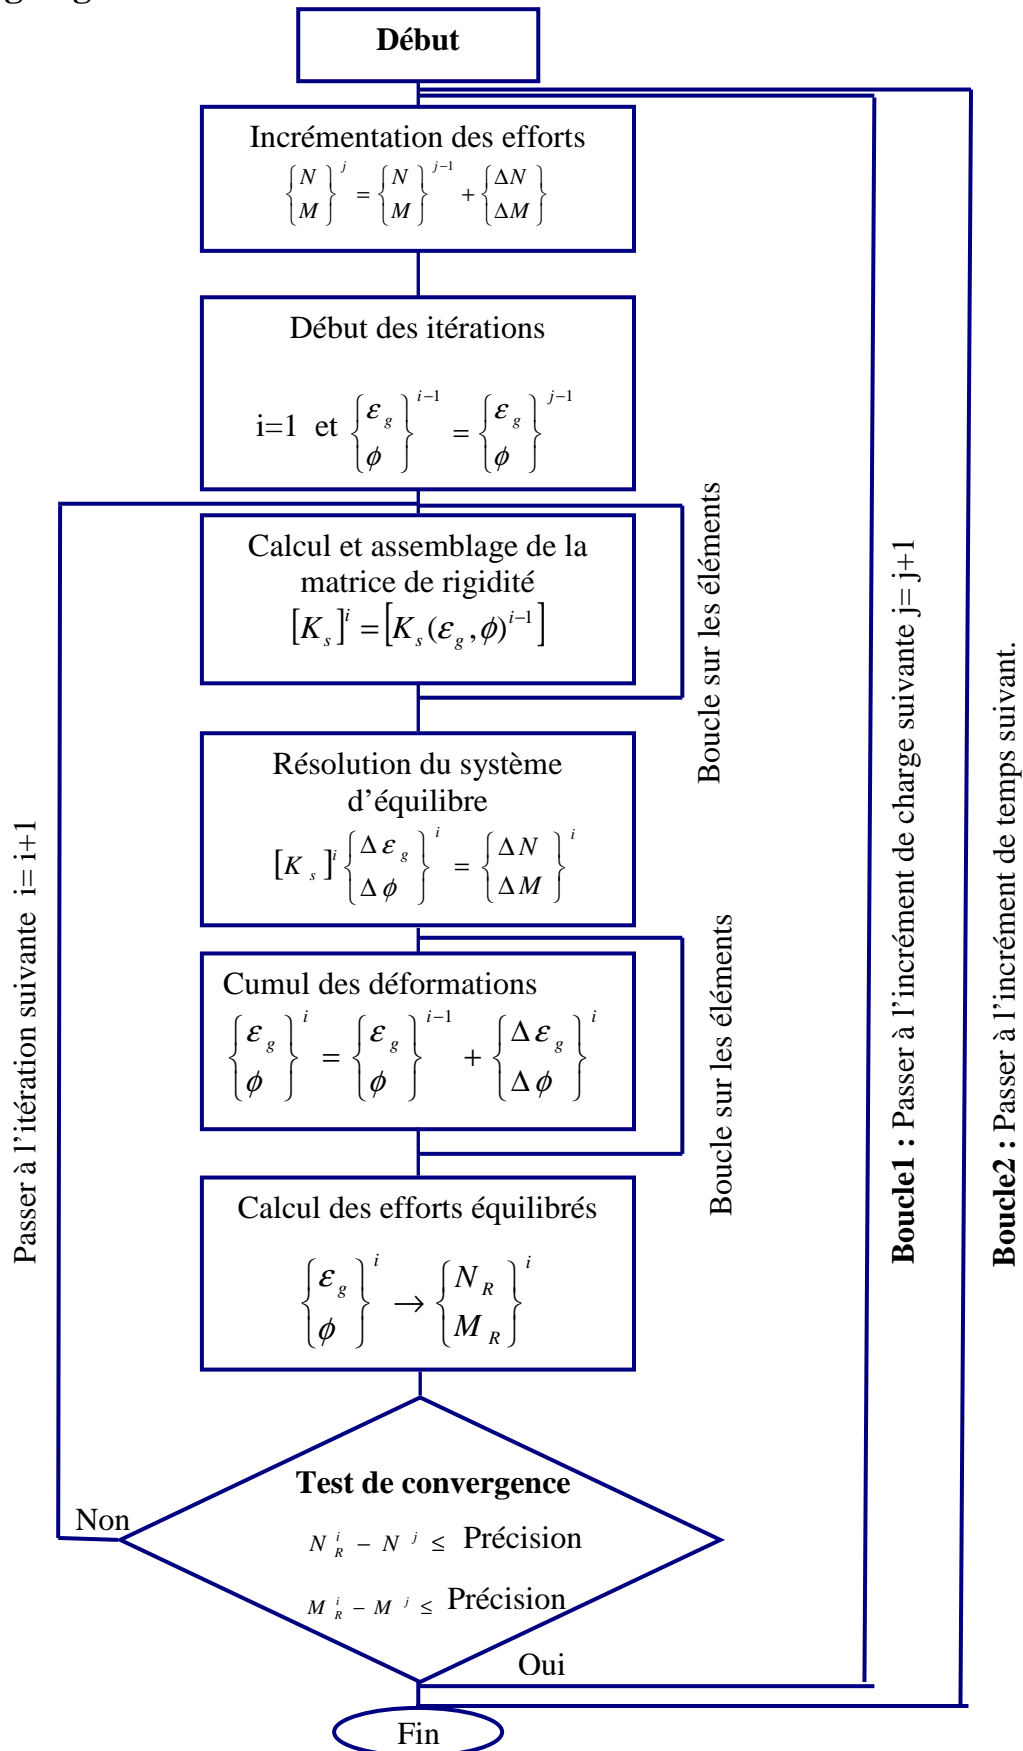 Début
Incrémentation des efforts
{N M}^j = {N M}^{j−1} + {ΔN ΔM}
Début des itérations
i=1 et {ε_g ϕ}^{i−1} = {ε_g ϕ}^{j−1}
Calcul et assemblage de la
matrice de rigidité
[K_s]^i = [K_s(ε_g,ϕ)^{i−1}]
Boucle sur les éléments
Résolution du système
d’équilibre
[K_s]^i {Δε_g Δϕ}^i = {ΔN ΔM}^i
Cumul des déformations
{ε_g ϕ}^i = {ε_g ϕ}^{i−1} + {Δε_g Δϕ}^i
Boucle sur les éléments
Calcul des efforts équilibrés
{ε_g ϕ}^i → {N_R M_R}^i
Test de convergence
N_R^i − N^j ≤ Précision
M_R^i − M^j ≤ Précision
Non
Oui
Fin
Passer à l’itération suivante i= i+1
Boucle1 : Passer à l’incrément de charge suivante j= j+1
Boucle2 : Passer à l’incrément de temps suivant.